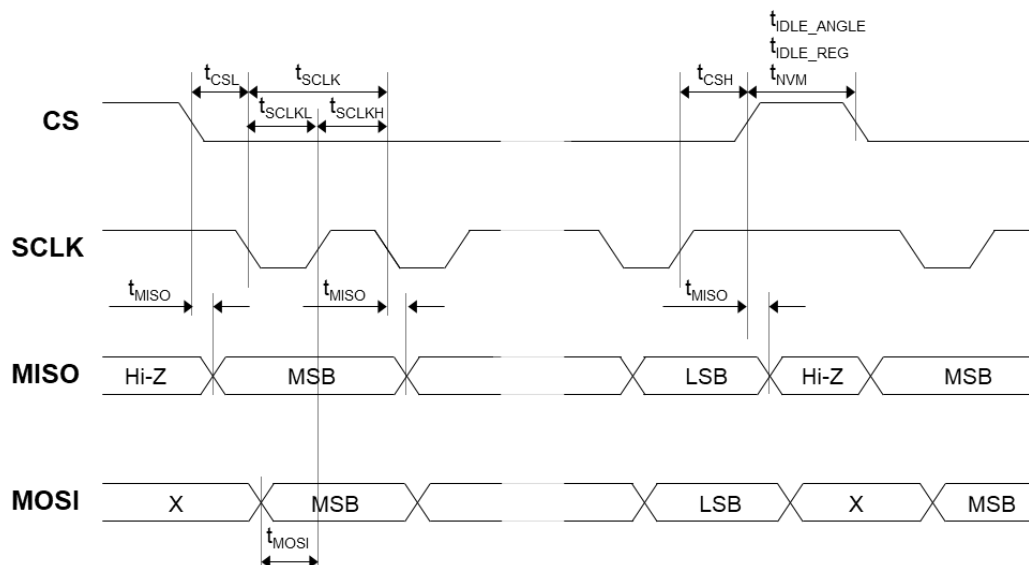 tIDLE_ANGLE
tIDLE_REG
tCSL tSCLK tCSH tNVM
tSCLKL tSCLKH
CS
SCLK
tMISO tMISO tMISO
MISO Hi-Z MSB LSB Hi-Z MSB
MOSI X MSB LSB X MSB
tMOSI